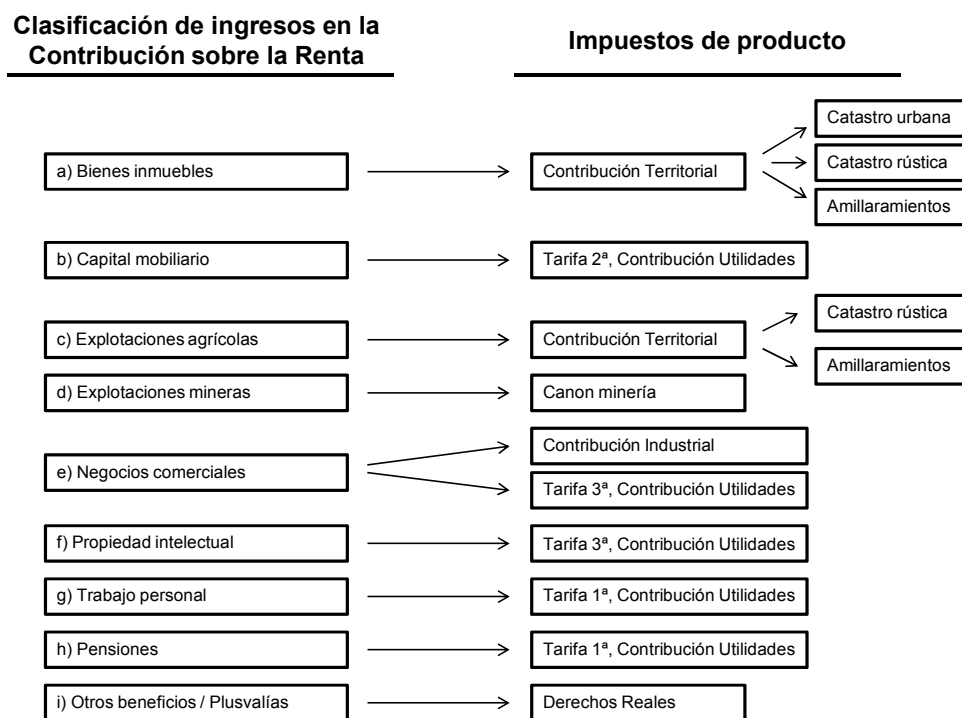 Clasificación de ingresos en la
Contribución sobre la Renta
Impuestos de producto
Catastro urbana
a) Bienes inmuebles
Contribución Territorial
Catastro rústica
Amillaramientos
b) Capital mobiliario
Tarifa 2ª, Contribución Utilidades
Catastro rústica
c) Explotaciones agrícolas
Contribución Territorial
Amillaramientos
d) Explotaciones mineras
Canon minería
e) Negocios comerciales
Contribución Industrial
Tarifa 3ª, Contribución Utilidades
f) Propiedad intelectual
Tarifa 3ª, Contribución Utilidades
g) Trabajo personal
Tarifa 1ª, Contribución Utilidades
h) Pensiones
Tarifa 1ª, Contribución Utilidades
i) Otros beneficios / Plusvalías
Derechos Reales